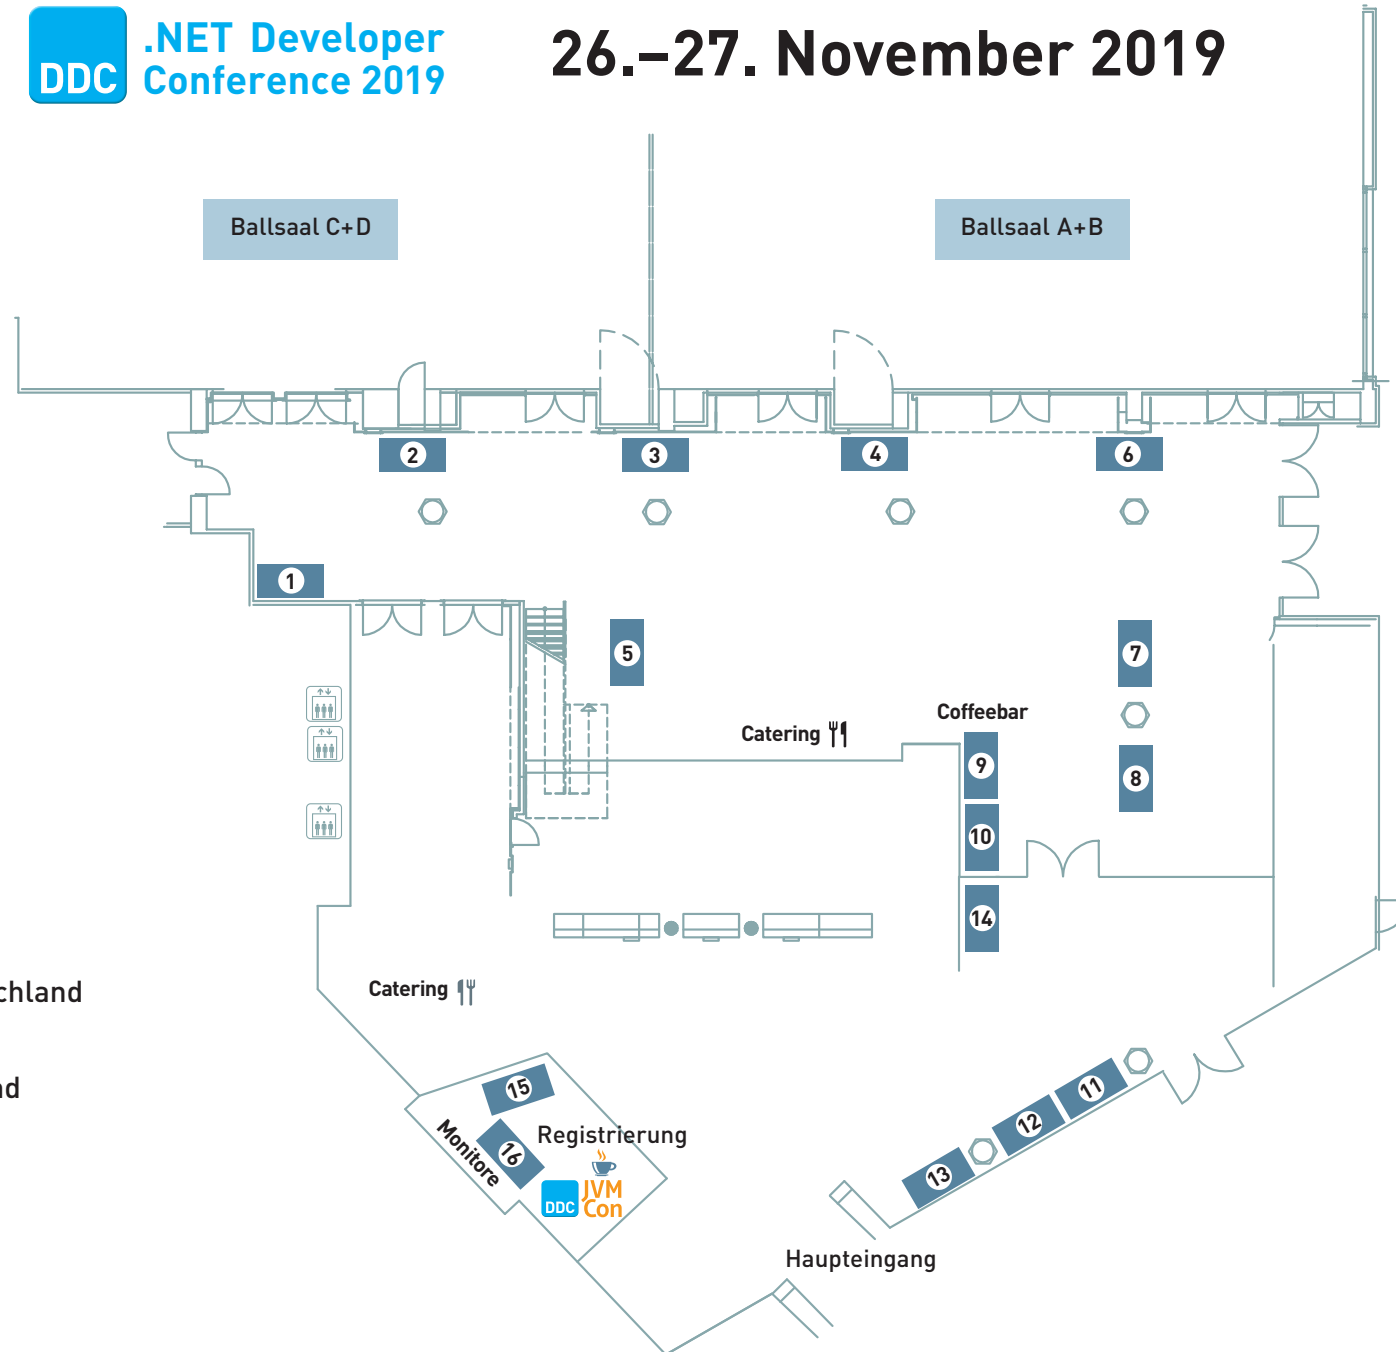 DDC
.NET Developer
Conference 2019
26.–27. November 2019
Ballsaal C+D
Ballsaal A+B
2
3
4
6
1
5
7
Coffeebar
Catering
9
8
10
14
chland
Catering
nd
15
11
12
Monitore
16
Registrierung
13
DDC
JVM
Con
Haupteingang